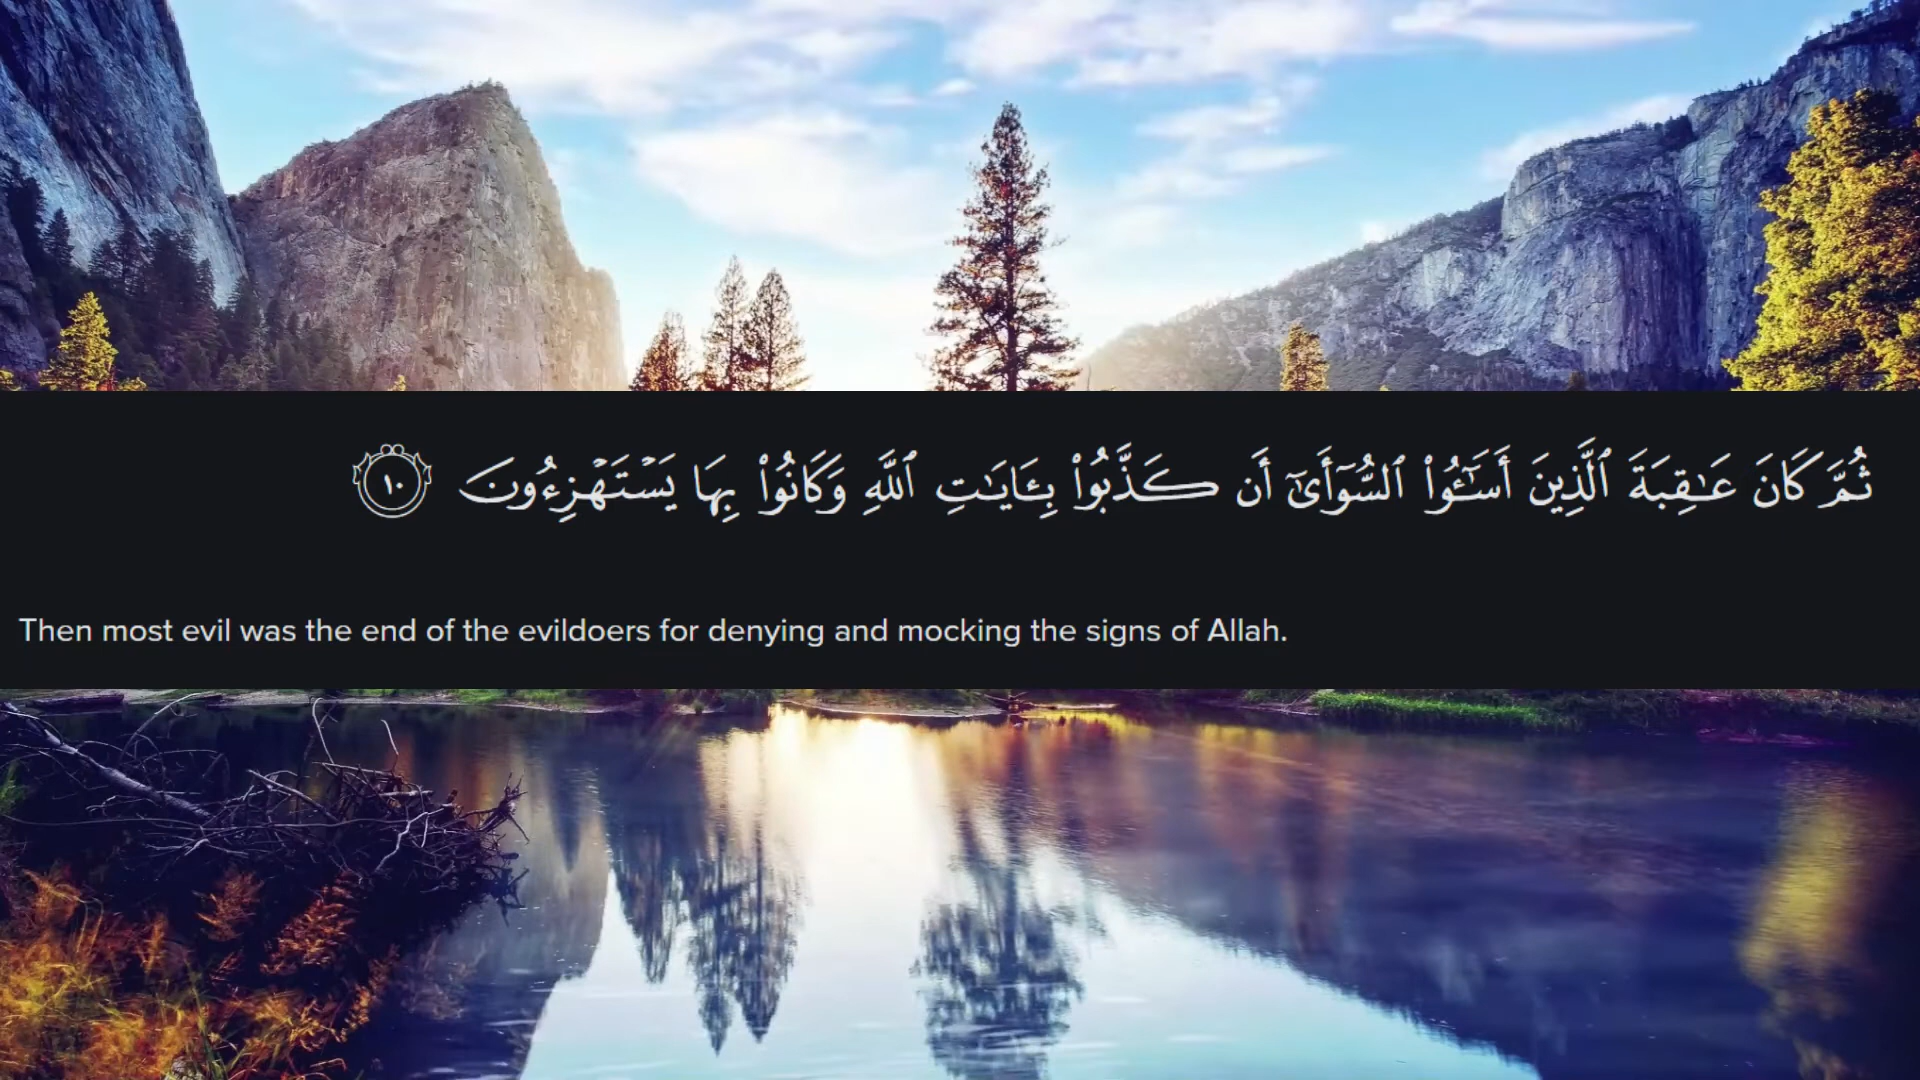 ثُمَّ كَانَ عَـٰقِبَةَ ٱلَّذِينَ أَسَـٰٓـُٔوا۟ ٱلسُّوٓأَىٰٓ أَن كَذَّبُوا۟ بِـَٔايَـٰتِ ٱللَّهِ وَكَانُوا۟ بِهَا يَسْتَهْزِءُونَ ١٠
Then most evil was the end of the evildoers for denying and mocking the signs of Allah.